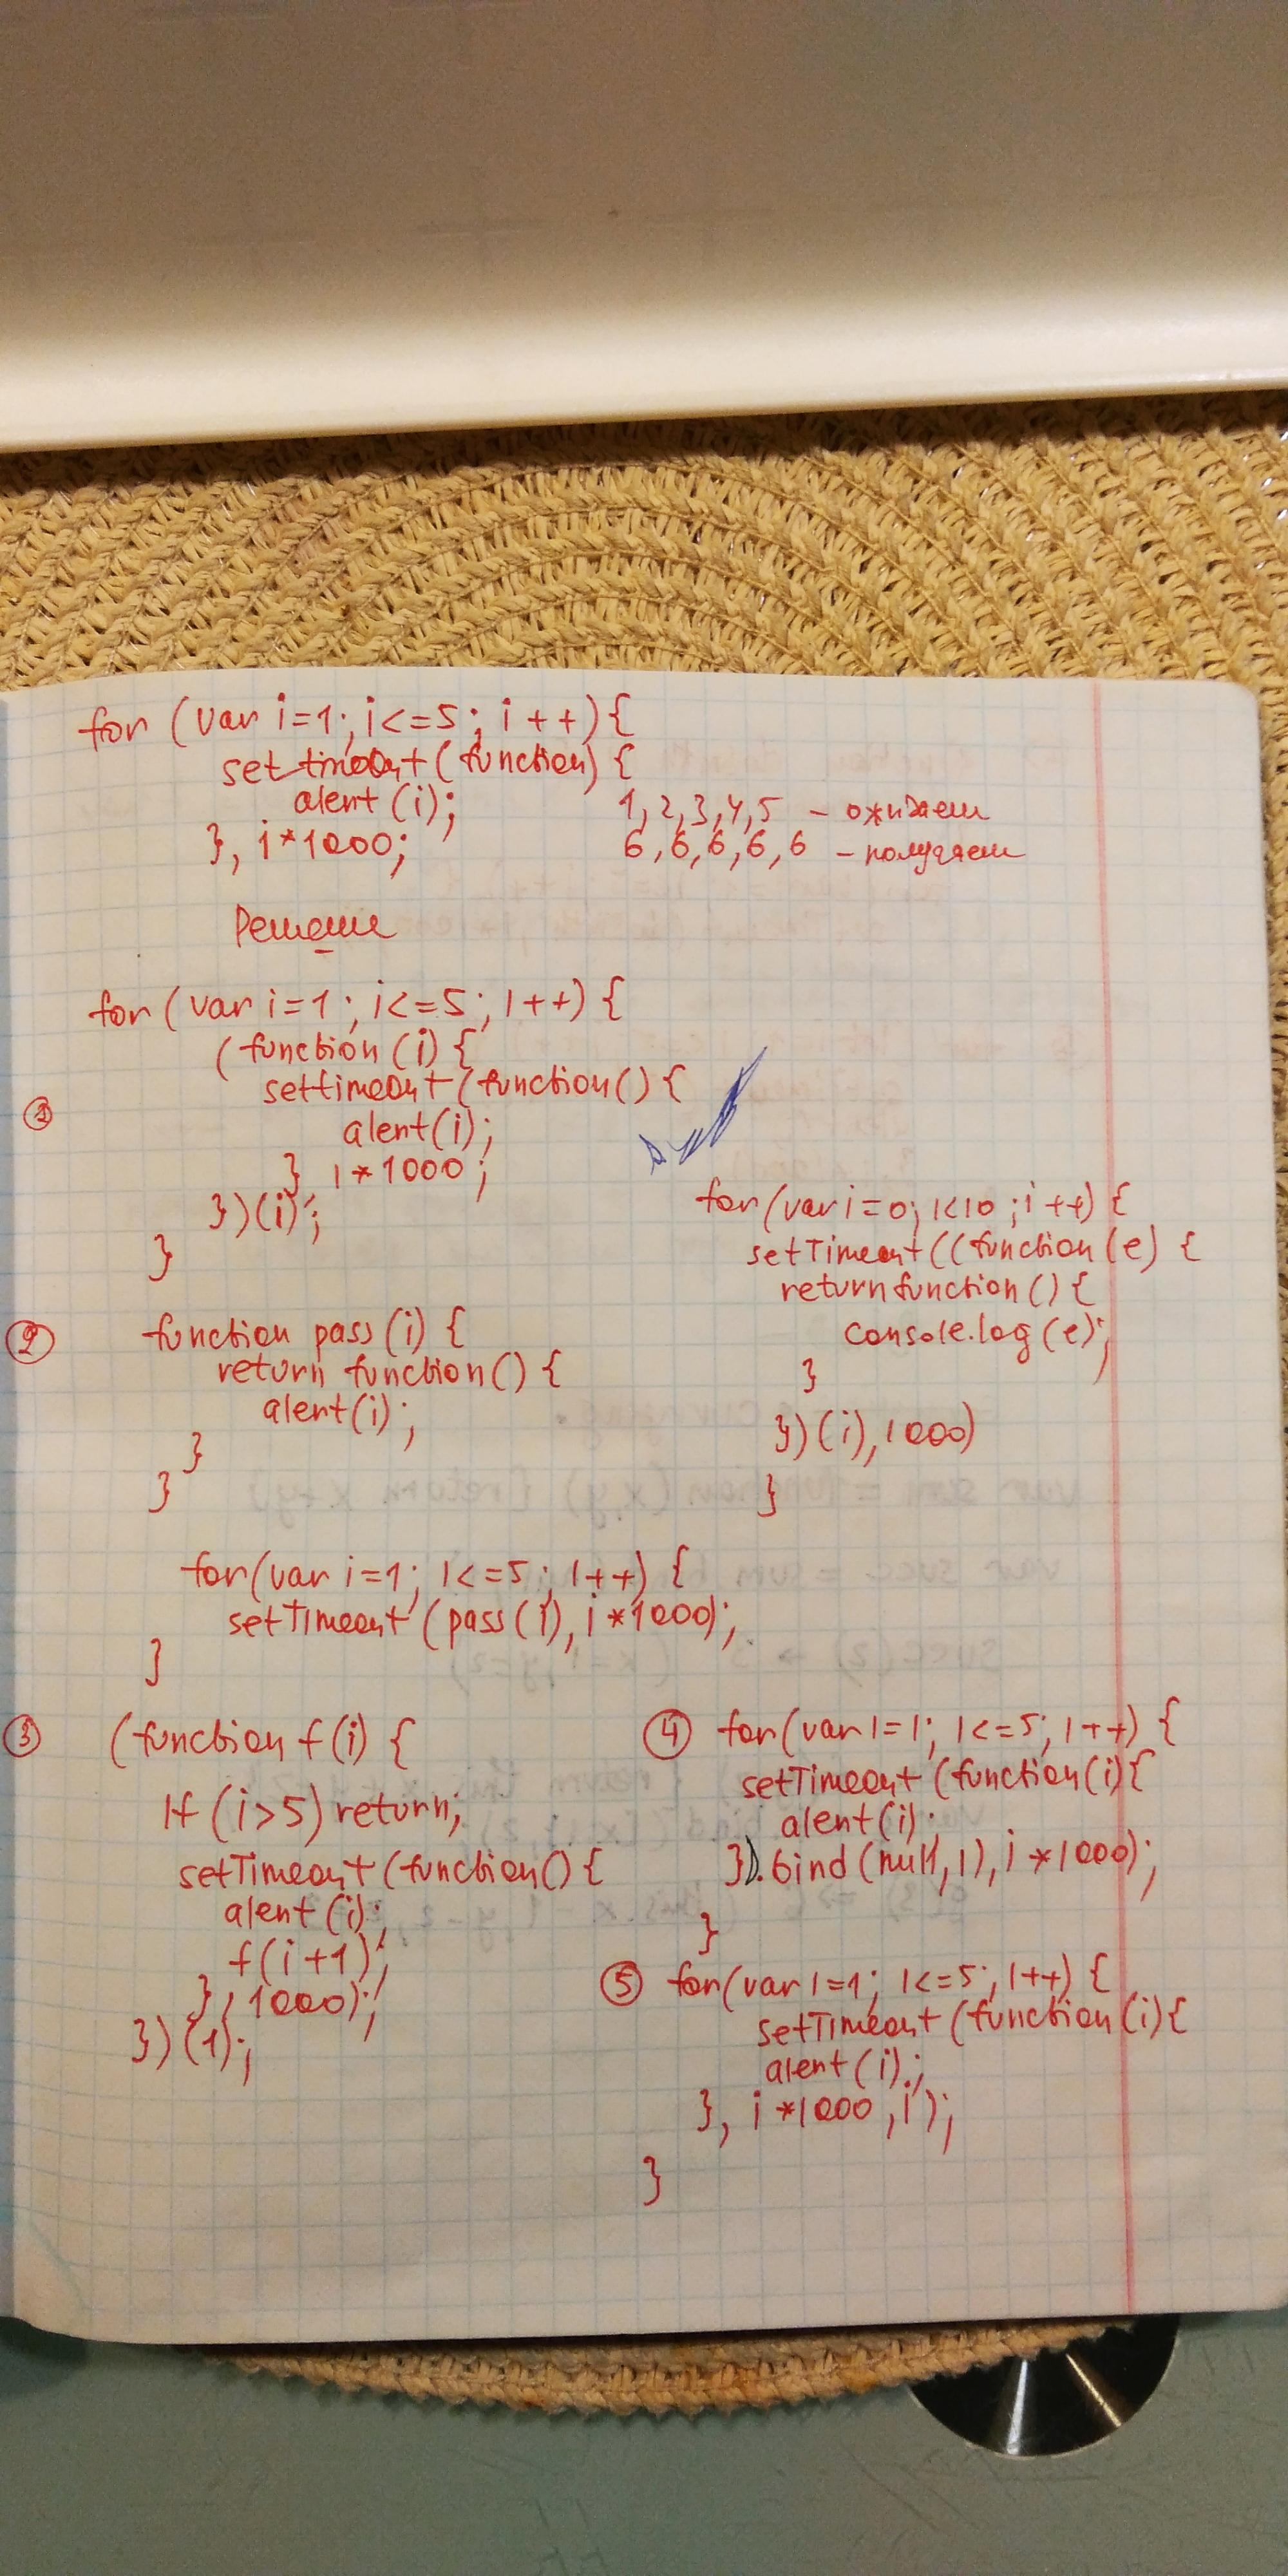 for (var i=1; i<=5; i++){
settimeout (function) {
alert (i);
}, i*1000;
1,2,3,4,5 - ожидаем
6,6,6,6,6 - получаем
Решение
for (var i=1; i<=5; i++) {
(function (i) {
settimeout (function() {
①
alert(i);
} i*1000;
})(i);
}
for (var i=0; i<10; i++) {
setTimeout ((function (e) {
return function () {
console.log (e);
}
})(i),1000)
}
② function pass (i) {
return function() {
alert(i);
}
}
for (var i=1; i<=5; i++) {
setTimeout (pass(i), i*1000);
}
③ (function f(i) {
If (i>5) return;
setTimeout (function() {
alert (i);
f(i+1);
}, 1000);
})(1);
④ for (var i=1; i<=5; i++) {
setTimeout (function(i){
alert (i);
}).bind (null, i), i*1000);
}
⑤ for (var i=1; i<=5; i++) {
setTimeout (function (i){
alert (i);
}, i*1000, i);
}